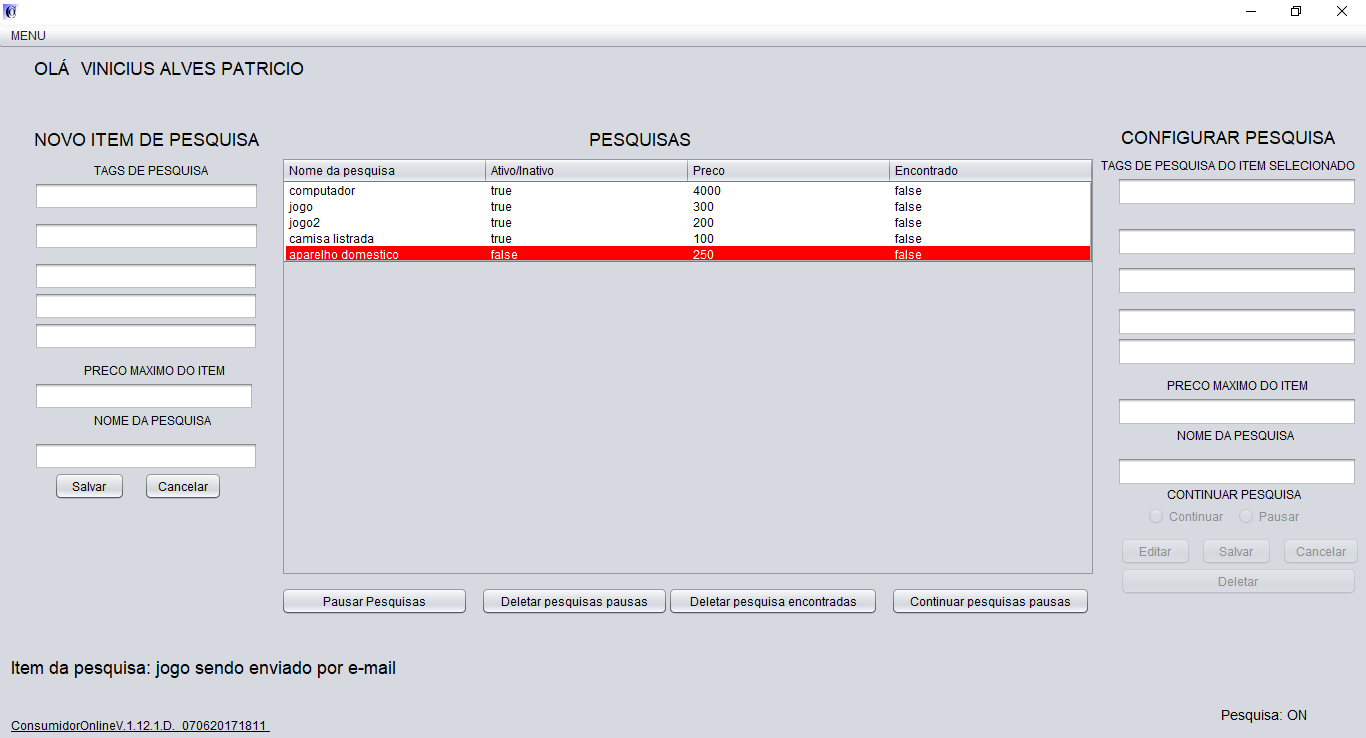 MENU
OLÁ VINICIUS ALVES PATRICIO
NOVO ITEM DE PESQUISA
TAGS DE PESQUISA
PRECO MAXIMO DO ITEM
NOME DA PESQUISA
Salvar Cancelar
PESQUISAS
Nome da pesquisa Ativo/Inativo Preco Encontrado
computador true 4000 false
jogo true 300 false
jogo2 true 200 false
camisa listrada true 100 false
aparelho domestico false 250 false
Pausar Pesquisas Deletar pesquisas pausas Deletar pesquisa encontradas Continuar pesquisas pausas
CONFIGURAR PESQUISA
TAGS DE PESQUISA DO ITEM SELECIONADO
PRECO MAXIMO DO ITEM
NOME DA PESQUISA
CONTINUAR PESQUISA
Continuar Pausar
Editar Salvar Cancelar
Deletar
Item da pesquisa: jogo sendo enviado por e-mail
Pesquisa: ON
ConsumidorOnlineV.1.12.1.D. 070620171811